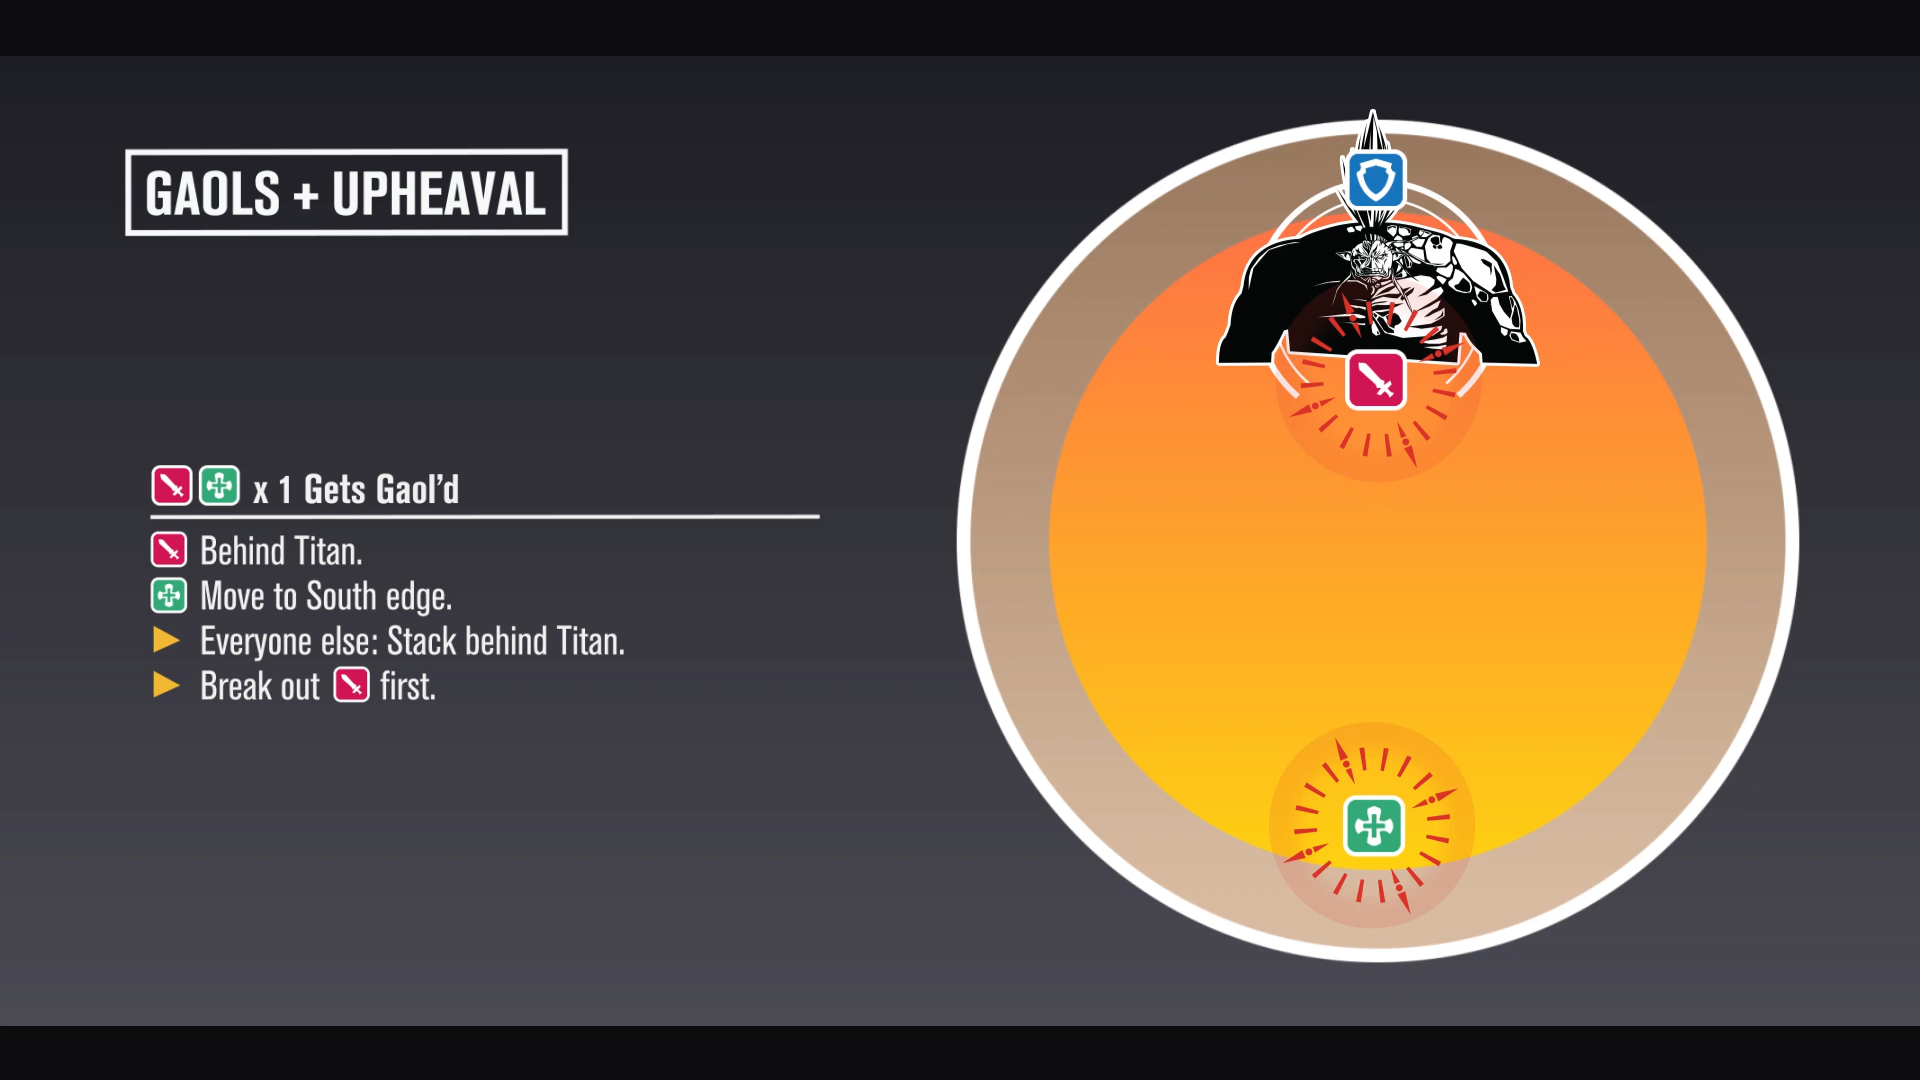 GAOLS + UPHEAVAL
x 1 Gets Gaol’d
Behind Titan.
Move to South edge.
Everyone else: Stack behind Titan.
Break out first.